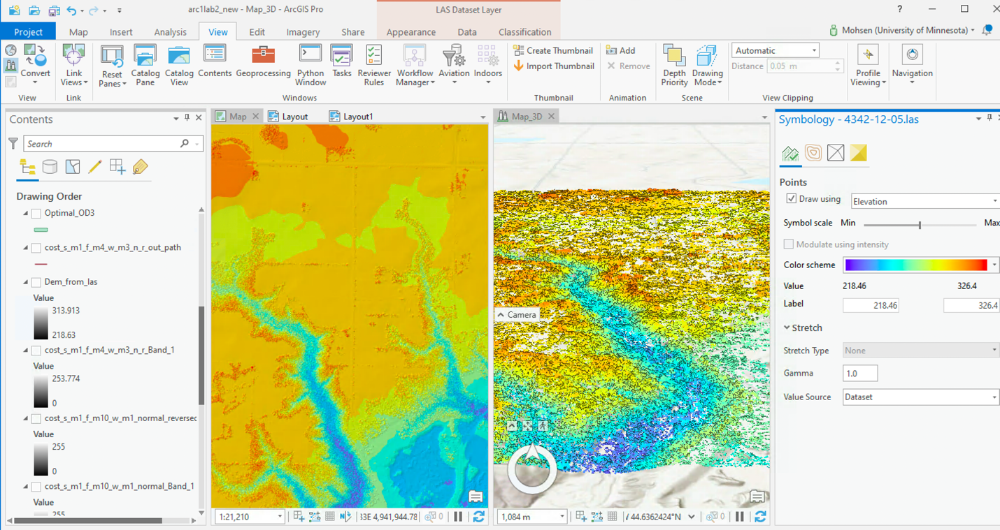 arc1lab2_new - Map_3D - ArcGIS Pro
LAS Dataset Layer
?
Project Map Insert Analysis View Edit Imagery Share Appearance Data Classification
Mohsen (University of Minnesota)
Convert
Link Views
Reset Panes
Catalog Pane
Catalog View
Contents
Geoprocessing
Python Window
Tasks
Reviewer Rules
Workflow Manager
Aviation
Indoors
Create Thumbnail
Import Thumbnail
Add
Remove
Depth Priority
Drawing Mode
Automatic
Distance 0.05 m
Profile Viewing
Navigation
View Link Windows Thumbnail Animation Scene View Clipping
Contents
Search
Drawing Order
Optimal_OD3
cost_s_m1_f_m4_w_m3_n_r_out_path
Dem_from_las
Value
313.913
218.63
cost_s_m1_f_m4_w_m3_n_r_Band_1
Value
253.774
0
cost_s_m1_f_m10_w_m1_normal_reversec
Value
255
0
cost_s_m1_f_m10_w_m1_normal_Band_1
Value
255
Map Layout Layout1
1:21,210
33E 4,941,944.78
0
Map_3D
Camera
1,084 m
44.6362424°N
0
Symbology - 4342-12-05.las
Points
Draw using Elevation
Symbol scale Min Max
Modulate using intensity
Color scheme
Value 218.46 326.4
Label 218.46 326.4
Stretch
Stretch Type None
Gamma 1.0
Value Source Dataset